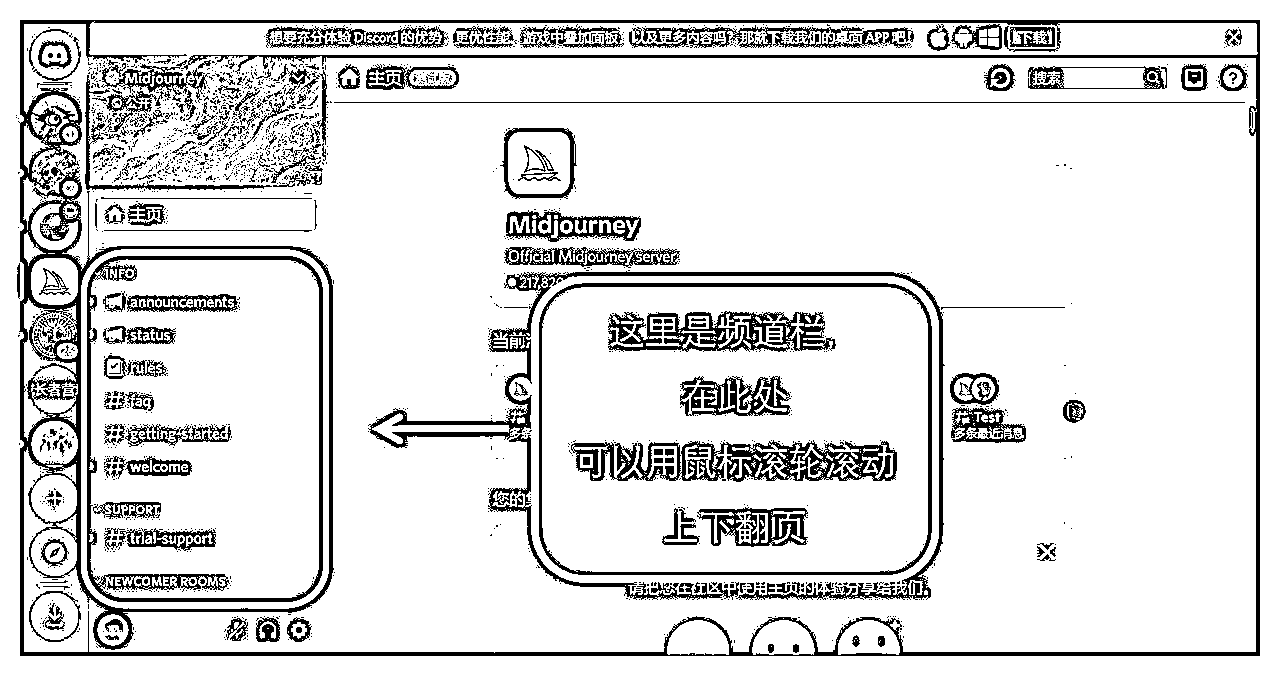 想要充分体验 Discord 的优势，更优性能、游戏中叠加面板，以及更多内容吗？那就下载我们的桌面 APP 吧！
下载
Midjourney
公开
主页
搜索
主页
Midjourney
Official Midjourney server
INFO
announcements
status
rules
faq
getting-started
welcome
SUPPORT
trial-support
NEWCOMER ROOMS
这里是频道栏，
在此处
可以用鼠标滚轮滚动
上下翻页
当前
Test
多条最近消息
您的
请把您在社区中使用主页的体验分享给我们。
长者言